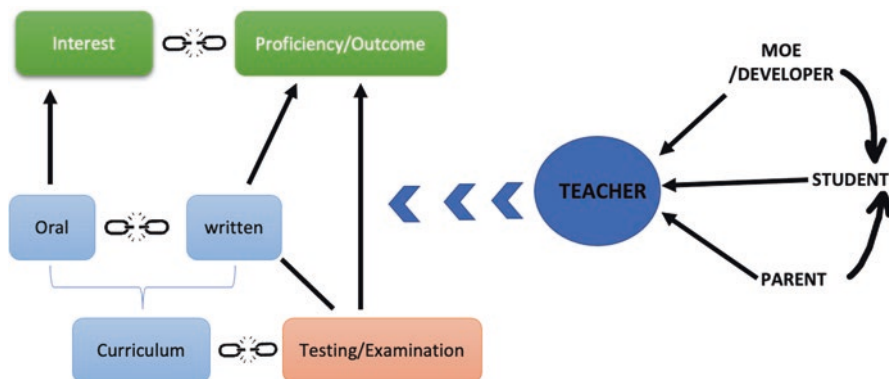 Interest
Proficiency/Outcome
MOE
/DEVELOPER
TEACHER
STUDENT
Oral
written
PARENT
Curriculum
Testing/Examination